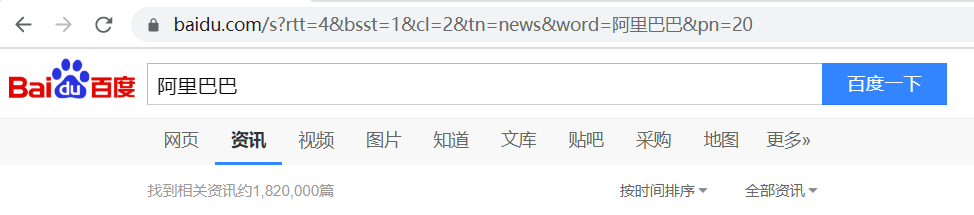 baidu.com/s?rtt=4&bsst=1&cl=2&tn=news&word=阿里巴巴&pn=20
Bai du 百度 阿里巴巴 百度一下
网页 资讯 视频 图片 知道 文库 贴吧 采购 地图 更多»
找到相关资讯约1,820,000篇 按时间排序 全部资讯